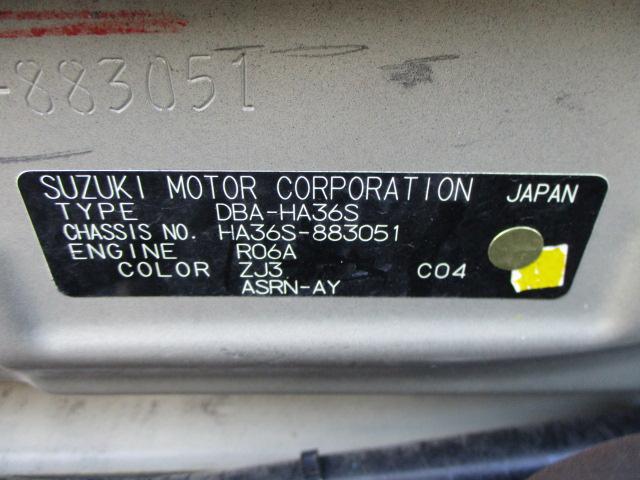 -883051
SUZUKI MOTOR CORPORATION JAPAN
TYPE DBA-HA36S
CHASSIS NO. HA36S-883051
ENGINE R06A
COLOR ZJ3 C04
ASRN-AY